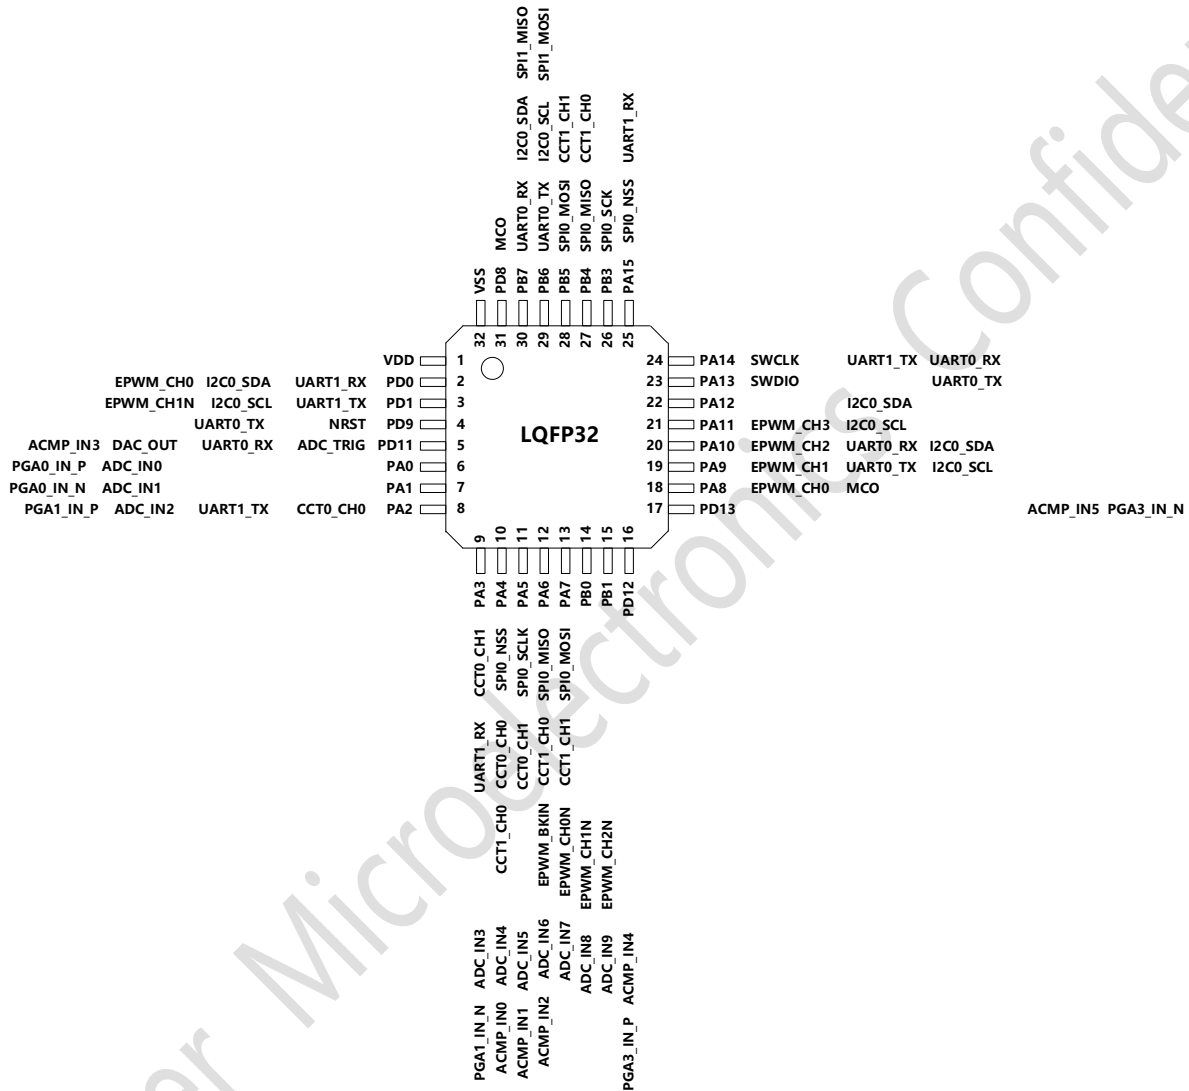 SPI1_MISO
SPI1_MOSI
I2C0_SDA
I2C0_SCL
CCT1_CH1
CCT1_CH0
UART1_RX
MCO
UART0_RX
UART0_TX
SPI0_MOSI
SPI0_MISO
SPI0_SCK
SPI0_NSS
VSS
PD8
PB7
PB6
PB5
PB4
PB3
PA15
32 31 30 29 28 27 26 25
VDD 1
EPWM_CH0 I2C0_SDA UART1_RX PD0 2
EPWM_CH1N I2C0_SCL UART1_TX PD1 3
UART0_TX NRST PD9 4
ACMP_IN3 DAC_OUT UART0_RX ADC_TRIG PD11 5
PGA0_IN_P ADC_IN0 PA0 6
PGA0_IN_N ADC_IN1 PA1 7
PGA1_IN_P ADC_IN2 UART1_TX CCT0_CH0 PA2 8
LQFP32
24 PA14 SWCLK UART1_TX UART0_RX
23 PA13 SWDIO UART0_TX
22 PA12 I2C0_SDA
21 PA11 EPWM_CH3 I2C0_SCL
20 PA10 EPWM_CH2 UART0_RX I2C0_SDA
19 PA9 EPWM_CH1 UART0_TX I2C0_SCL
18 PA8 EPWM_CH0 MCO
17 PD13 ACMP_IN5 PGA3_IN_N
9 10 11 12 13 14 15 16
PA3
PA4
PA5
PA6
PA7
PB0
PB1
PD12
CCT0_CH1
SPI0_NSS
SPI0_SCLK
SPI0_MISO
SPI0_MOSI
UART1_RX
CCT0_CH0
CCT0_CH1
CCT1_CH0
CCT1_CH1
CCT1_CH0
EPWM_BKIN
EPWM_CH0N
EPWM_CH1N
EPWM_CH2N
ADC_IN3
ADC_IN4
ADC_IN5
ADC_IN6
ADC_IN7
ADC_IN8
ADC_IN9
ACMP_IN4
PGA1_IN_N
ACMP_IN0
ACMP_IN1
ACMP_IN2
PGA3_IN_P
Microelectronics